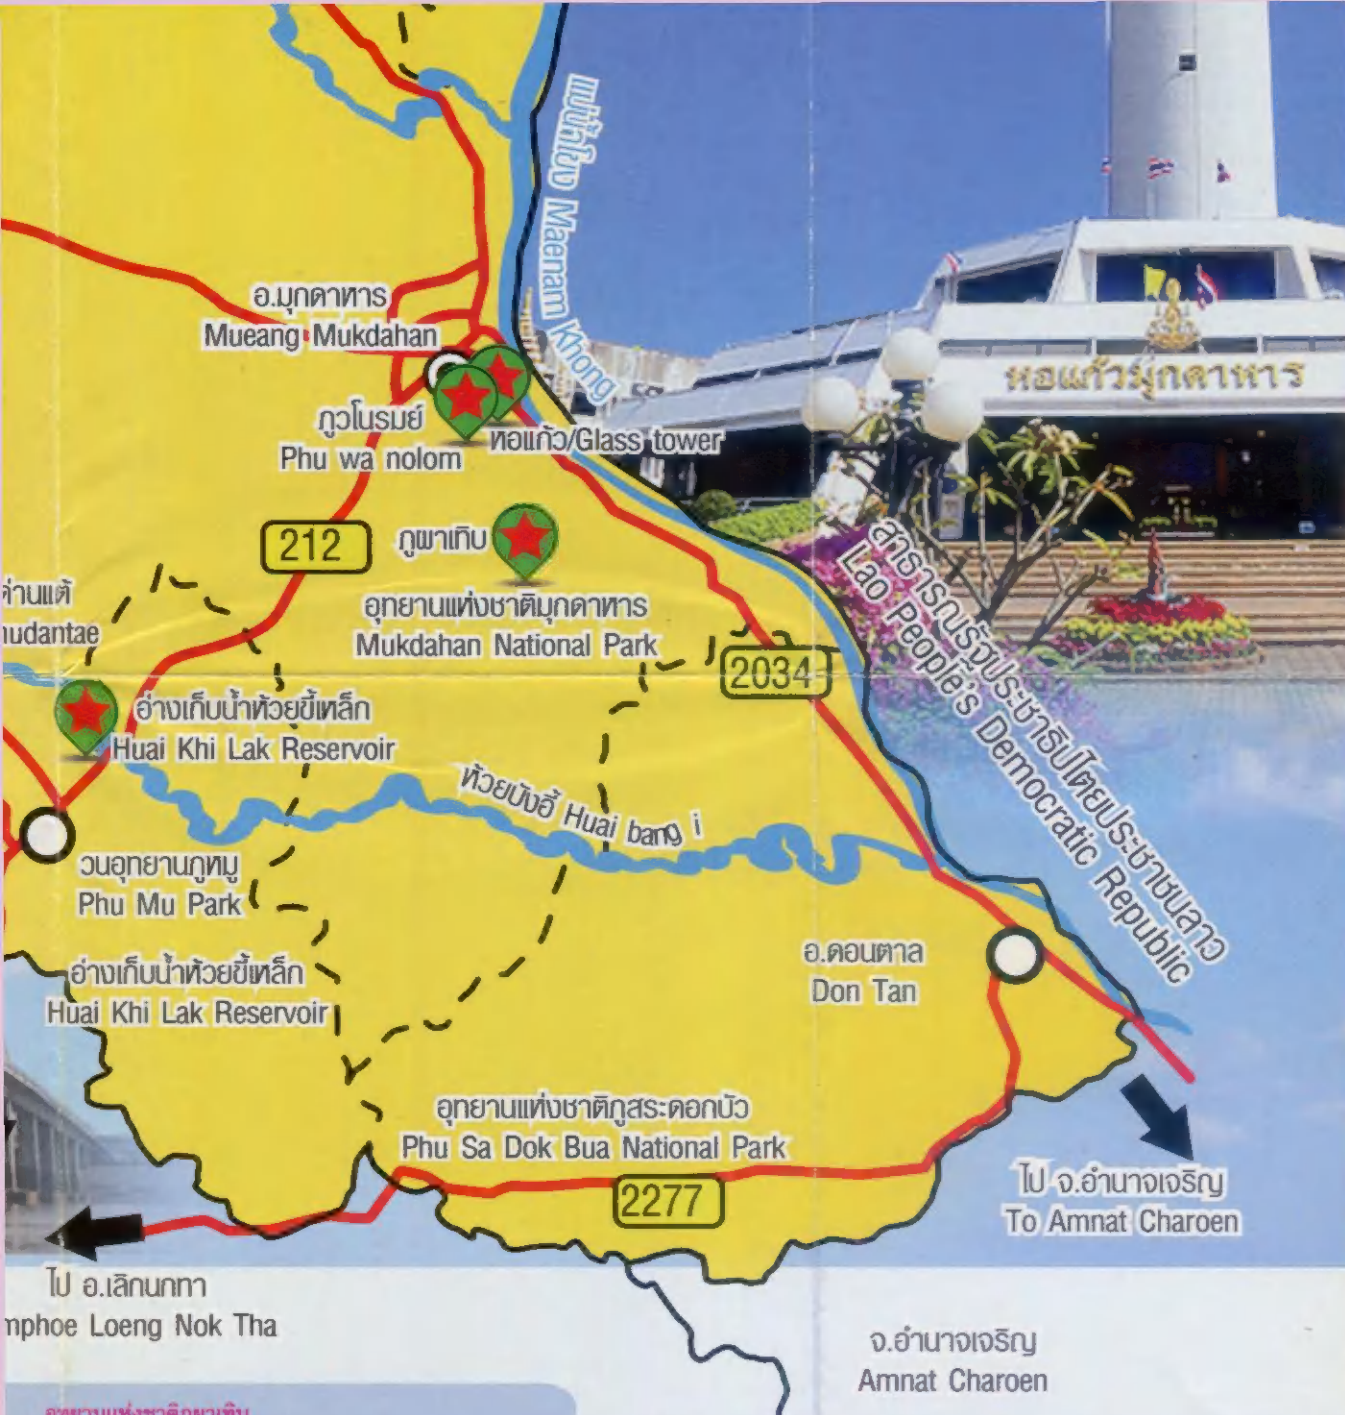 แม่น้ำโขง Maenam Khong
อ.มุกดาหาร
Mueang Mukdahan
หอแก้วมุกดาหาร
ภูวโนรมย์
Phu wa nolom
หอแก้ว/Glass tower
212
ภูผาเทิบ
สาธารณรัฐประชาธิปไตยประชาชนลาว
Lao People's Democratic Republic
ด่านแต้
nudantae
อุทยานแห่งชาติมุกดาหาร
Mukdahan National Park
2034
อ่างเก็บน้ำห้วยขี้เหล็ก
Huai Khi Lak Reservoir
ห้วยบังอี้ Huai bang i
วนอุทยานภูหมู
Phu Mu Park
อ.ดอนตาล
Don Tan
อ่างเก็บน้ำห้วยขี้เหล็ก
Huai Khi Lak Reservoir
อุทยานแห่งชาติภูสระดอกบัว
Phu Sa Dok Bua National Park
2277
ไป จ.อำนาจเจริญ
To Amnat Charoen
ไป อ.เลิกนกทา
mphoe Loeng Nok Tha
จ.อำนาจเจริญ
Amnat Charoen